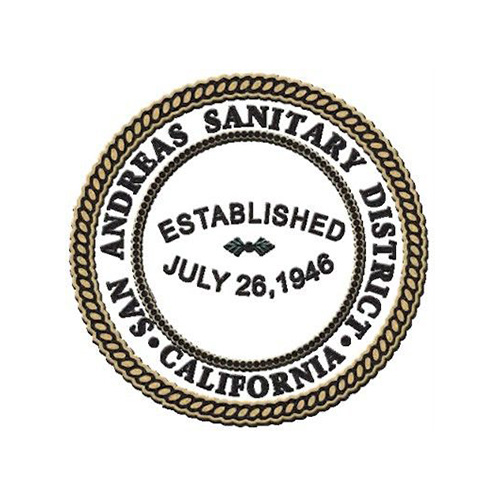 SAN ANDREAS SANITARY DISTRICT
• CALIFORNIA •
ESTABLISHED
JULY 26, 1946